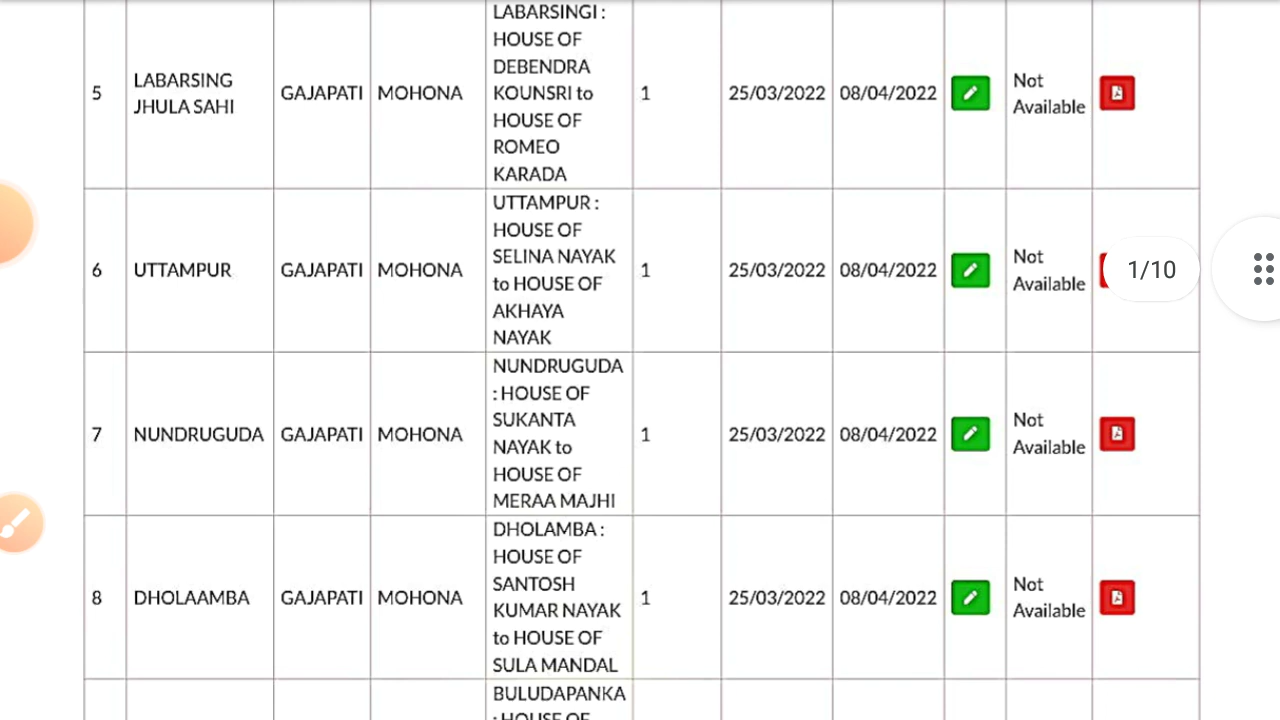 5
LABARSING
JHULA SAHI
GAJAPATI
MOHONA
LABARSINGI :
HOUSE OF
DEBENDRA
KOUNSRI to
HOUSE OF
ROMEO
KARADA
1
25/03/2022
08/04/2022
Not
Available
6
UTTAMPUR
GAJAPATI
MOHONA
UTTAMPUR :
HOUSE OF
SELINA NAYAK
to HOUSE OF
AKHAYA
NAYAK
1
25/03/2022
08/04/2022
Not
Available
1/10
7
NUNDRUGUDA
GAJAPATI
MOHONA
NUNDRUGUDA
: HOUSE OF
SUKANTA
NAYAK to
HOUSE OF
MERAA MAJHI
1
25/03/2022
08/04/2022
Not
Available
8
DHOLAAMBA
GAJAPATI
MOHONA
DHOLAMBA :
HOUSE OF
SANTOSH
KUMAR NAYAK
to HOUSE OF
SULA MANDAL
1
25/03/2022
08/04/2022
Not
Available
BULUDAPANKA
: HOUSE OF